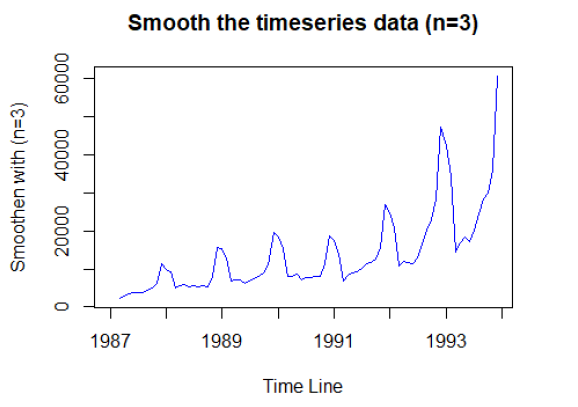 Smooth the timeseries data (n=3)
60000
40000
20000
0
Smoothen with (n=3)
1987 1989 1991 1993
Time Line